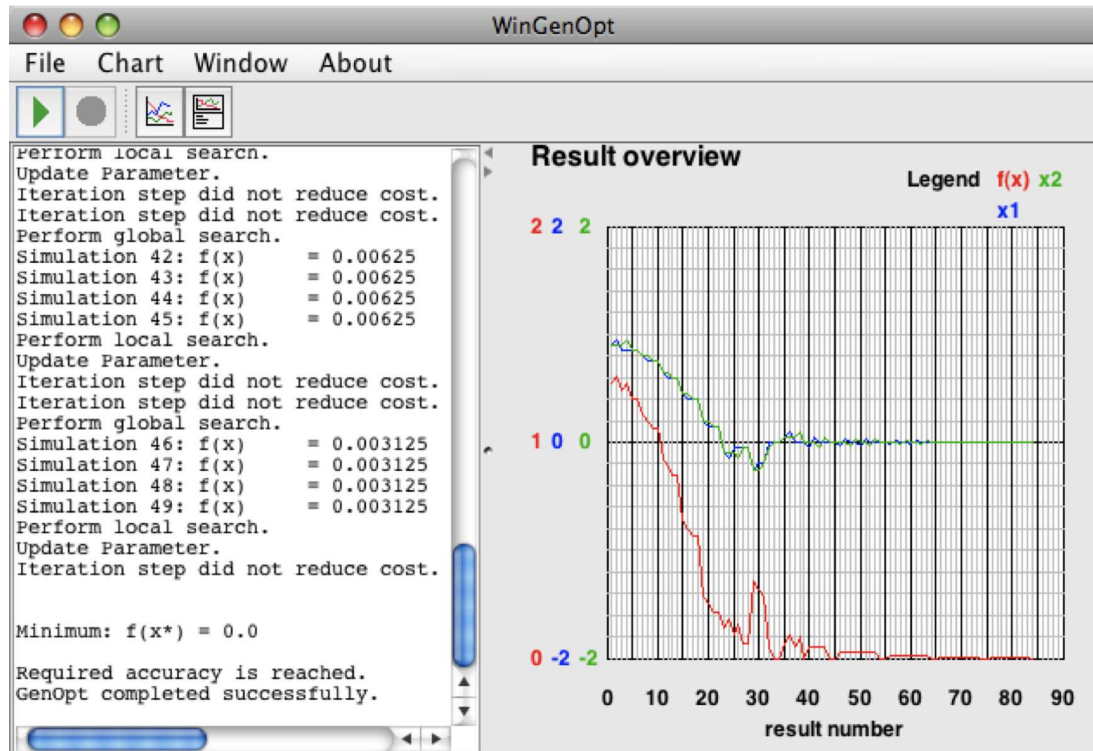 WinGenOpt
File Chart Window About
Perform local search.
Update Parameter.
Iteration step did not reduce cost.
Iteration step did not reduce cost.
Perform global search.
Simulation 42: f(x) = 0.00625
Simulation 43: f(x) = 0.00625
Simulation 44: f(x) = 0.00625
Simulation 45: f(x) = 0.00625
Perform local search.
Update Parameter.
Iteration step did not reduce cost.
Iteration step did not reduce cost.
Perform global search.
Simulation 46: f(x) = 0.003125
Simulation 47: f(x) = 0.003125
Simulation 48: f(x) = 0.003125
Simulation 49: f(x) = 0.003125
Perform local search.
Update Parameter.
Iteration step did not reduce cost.
Minimum: f(x*) = 0.0
Required accuracy is reached.
GenOpt completed successfully.
Result overview
Legend f(x) x2
x1
2 2 2
1 0 0
0 -2 -2
0 10 20 30 40 50 60 70 80 90
result number